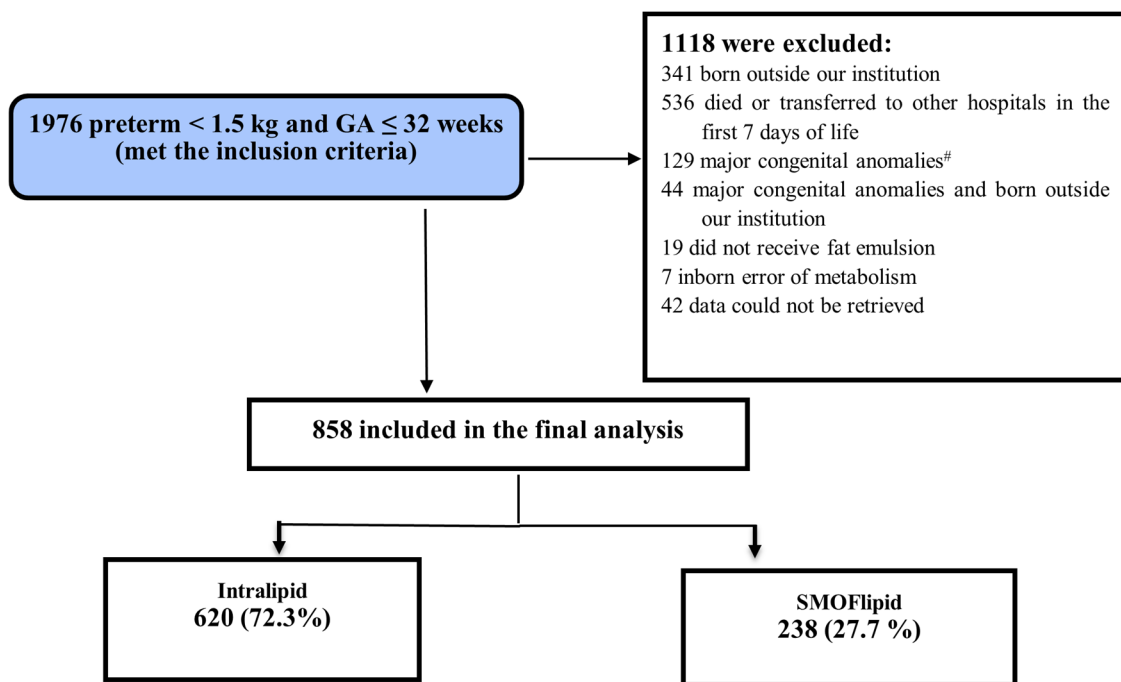 1976 preterm < 1.5 kg and GA ≤ 32 weeks
(met the inclusion criteria)
1118 were excluded:
341 born outside our institution
536 died or transferred to other hospitals in the
first 7 days of life
129 major congenital anomalies#
44 major congenital anomalies and born outside
our institution
19 did not receive fat emulsion
7 inborn error of metabolism
42 data could not be retrieved
858 included in the final analysis
Intralipid
620 (72.3%)
SMOFlipid
238 (27.7 %)